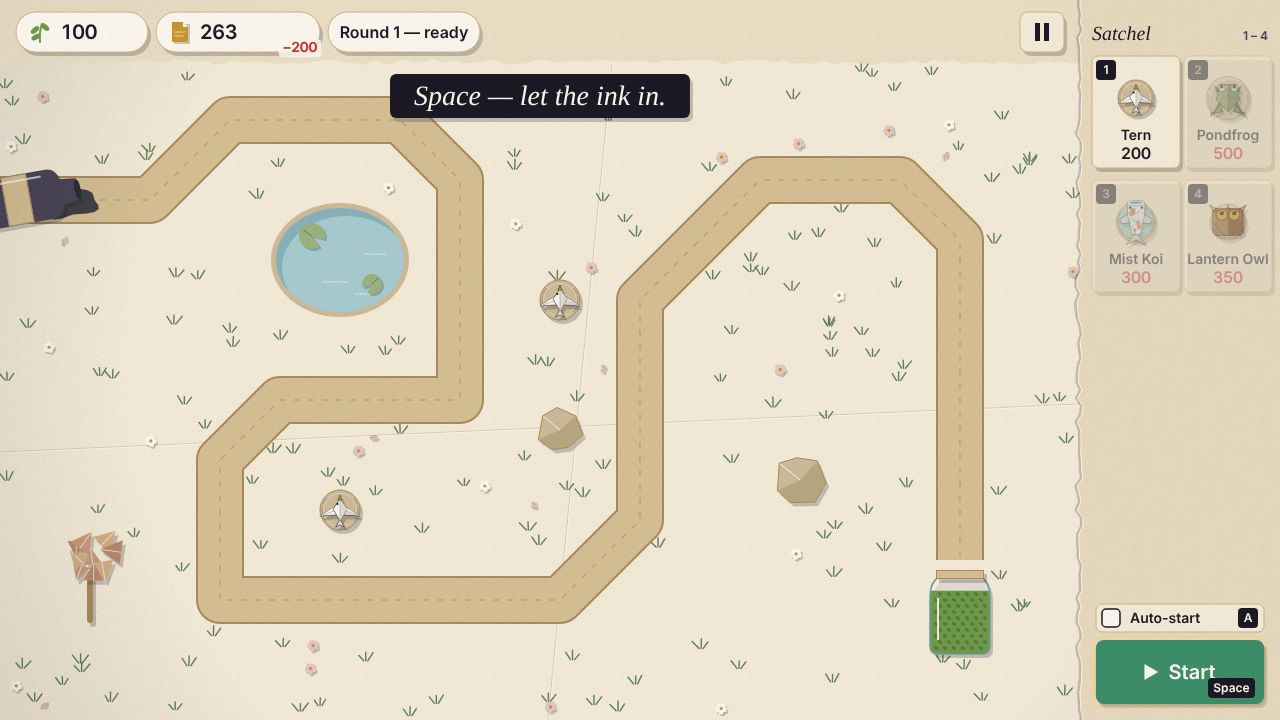 100
263
−200
Round 1 — ready
Space — let the ink in.
Satchel
1 – 4
1
Tern
200
2
Pondfrog
500
3
Mist Koi
300
4
Lantern Owl
350
Auto-start
A
Start
Space